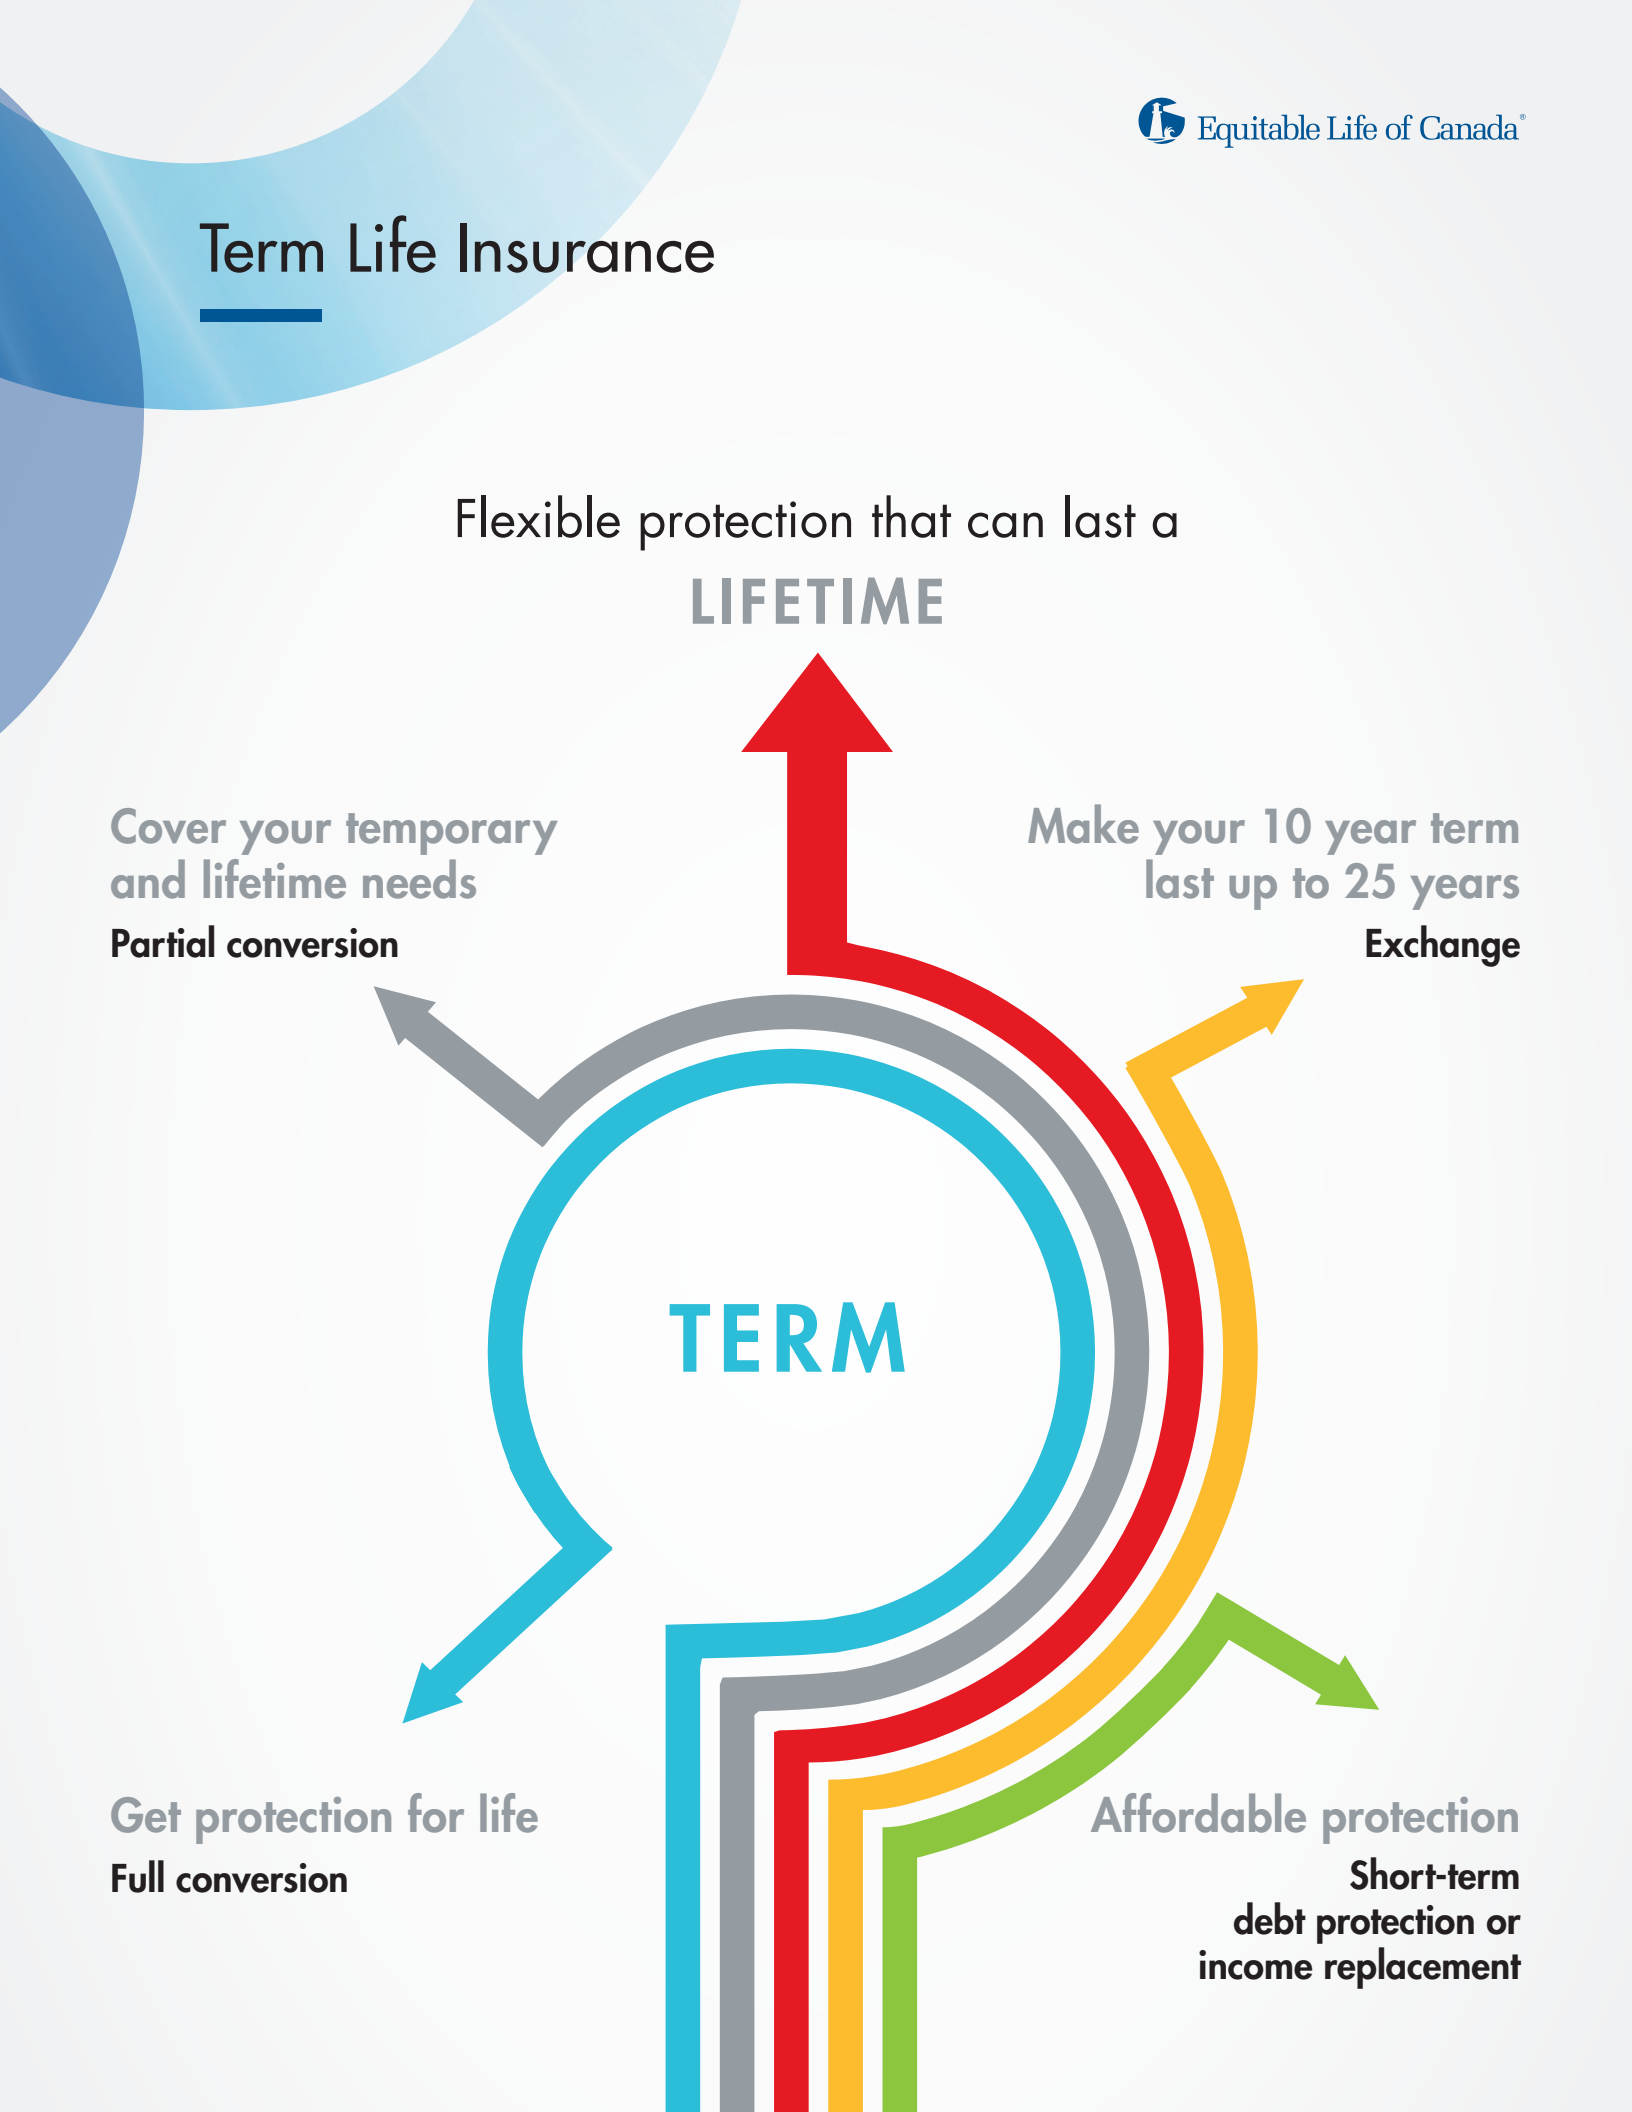 Equitable Life of Canada®
Term Life Insurance
Flexible protection that can last a
LIFETIME
Cover your temporary
and lifetime needs
Partial conversion
Make your 10 year term
last up to 25 years
Exchange
TERM
Get protection for life
Full conversion
Affordable protection
Short-term
debt protection or
income replacement